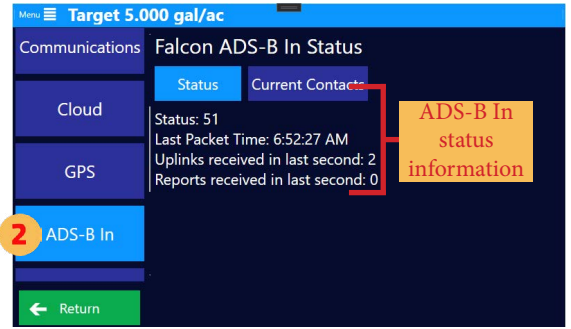 Menu Target 5.000 gal/ac
Communications
Cloud
GPS
2
ADS-B In
Return
Falcon ADS-B In Status
Status
Current Contacts
Status: 51
Last Packet Time: 6:52:27 AM
Uplinks received in last second: 2
Reports received in last second: 0
ADS-B In
status
information